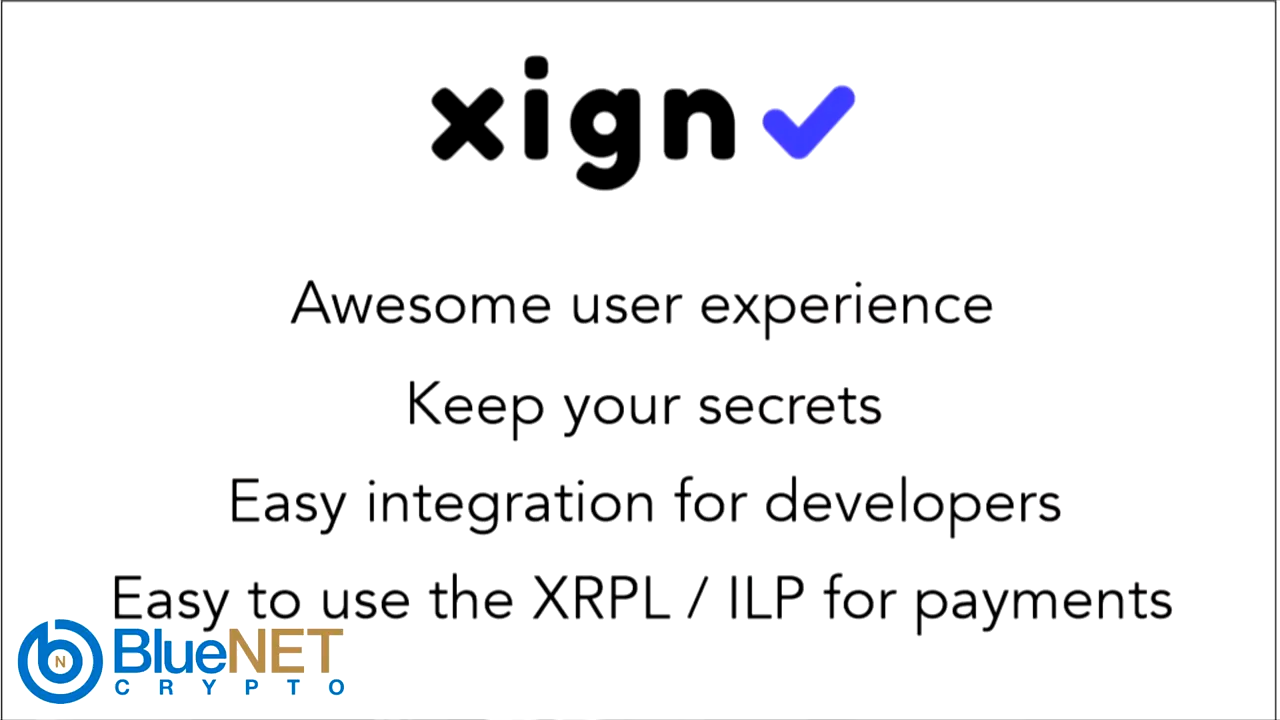 xign
Awesome user experience
Keep your secrets
Easy integration for developers
Easy to use the XRPL / ILP for payments
BlueNET
CRYPTO